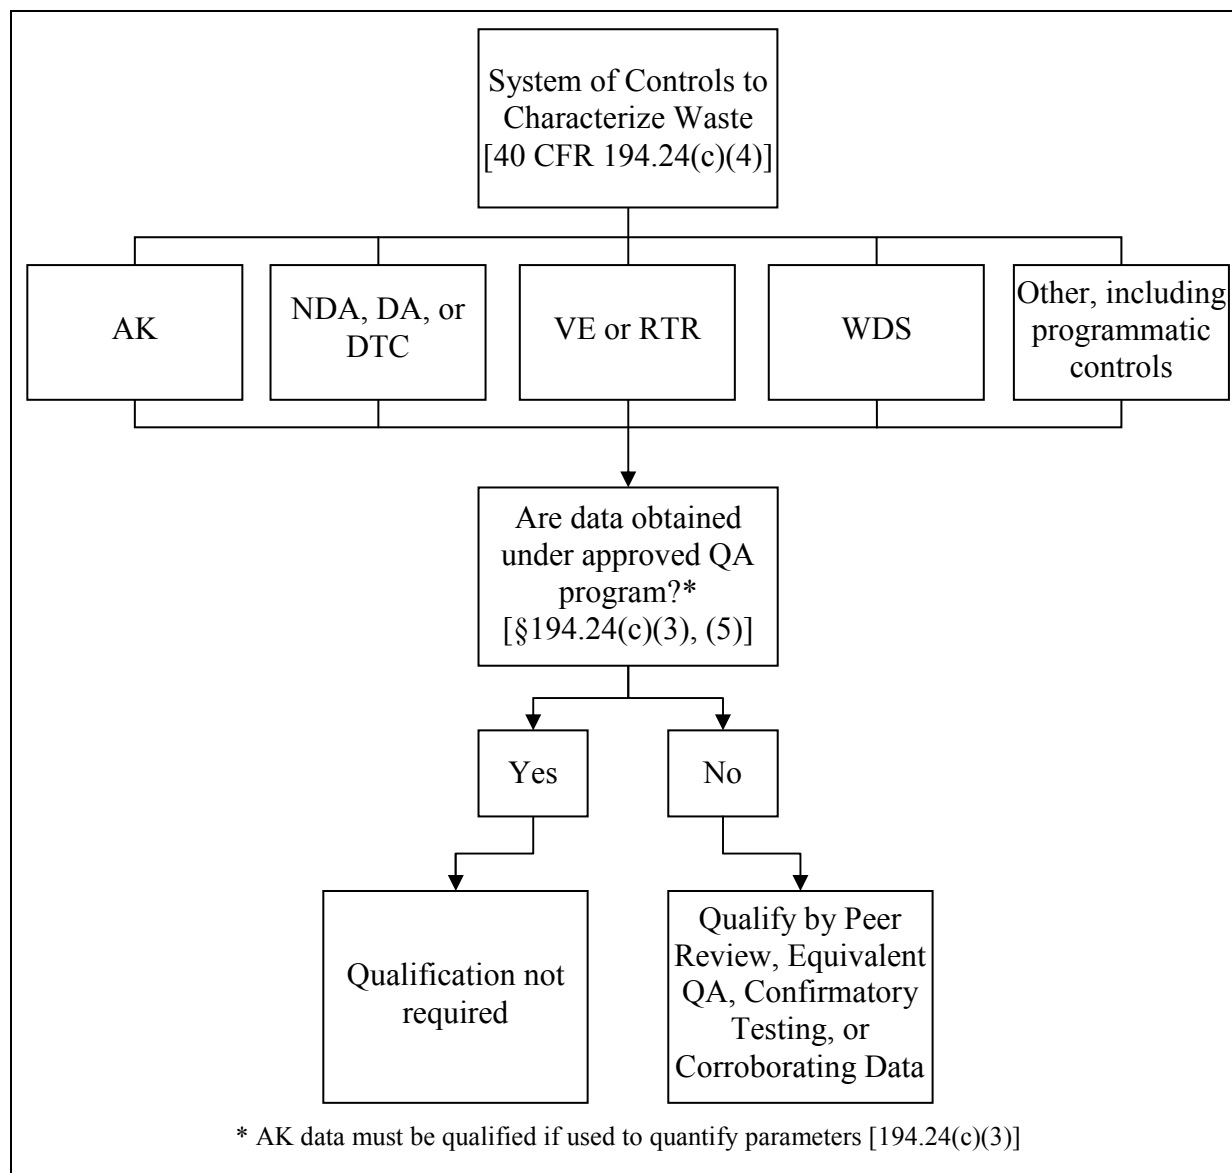 System of Controls to
Characterize Waste
[40 CFR 194.24(c)(4)]
AK
NDA, DA, or
DTC
VE or RTR
WDS
Other, including
programmatic
controls
Are data obtained
under approved QA
program?*
[§194.24(c)(3), (5)]
Yes
No
Qualification not
required
Qualify by Peer
Review, Equivalent
QA, Confirmatory
Testing, or
Corroborating Data
* AK data must be qualified if used to quantify parameters [194.24(c)(3)]